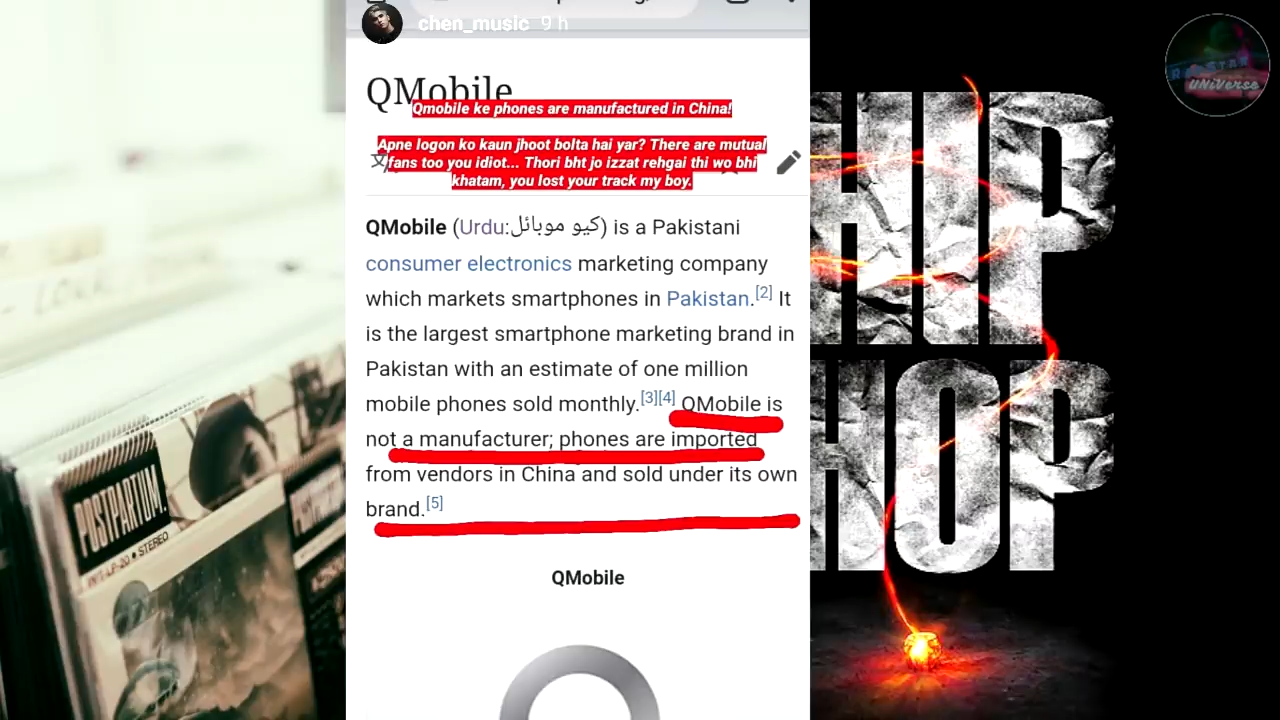 chen_music 9 h
QMobile
Qmobile ke phones are manufactured in China!
Apne logon ko kaun jhoot bolta hai yar? There are mutual
fans too you idiot... Thori bht jo izzat rehgai thi wo bhi
khatam, you lost your track my boy.
QMobile (Urdu:کیو موبائل) is a Pakistani
consumer electronics marketing company
which markets smartphones in Pakistan.[2] It
is the largest smartphone marketing brand in
Pakistan with an estimate of one million
mobile phones sold monthly.[3][4] QMobile is
not a manufacturer; phones are imported
from vendors in China and sold under its own
brand.[5]
QMobile
POSTPARTUM.
INT-LP-20 • STEREO
HIP
HOP
UNiVerse